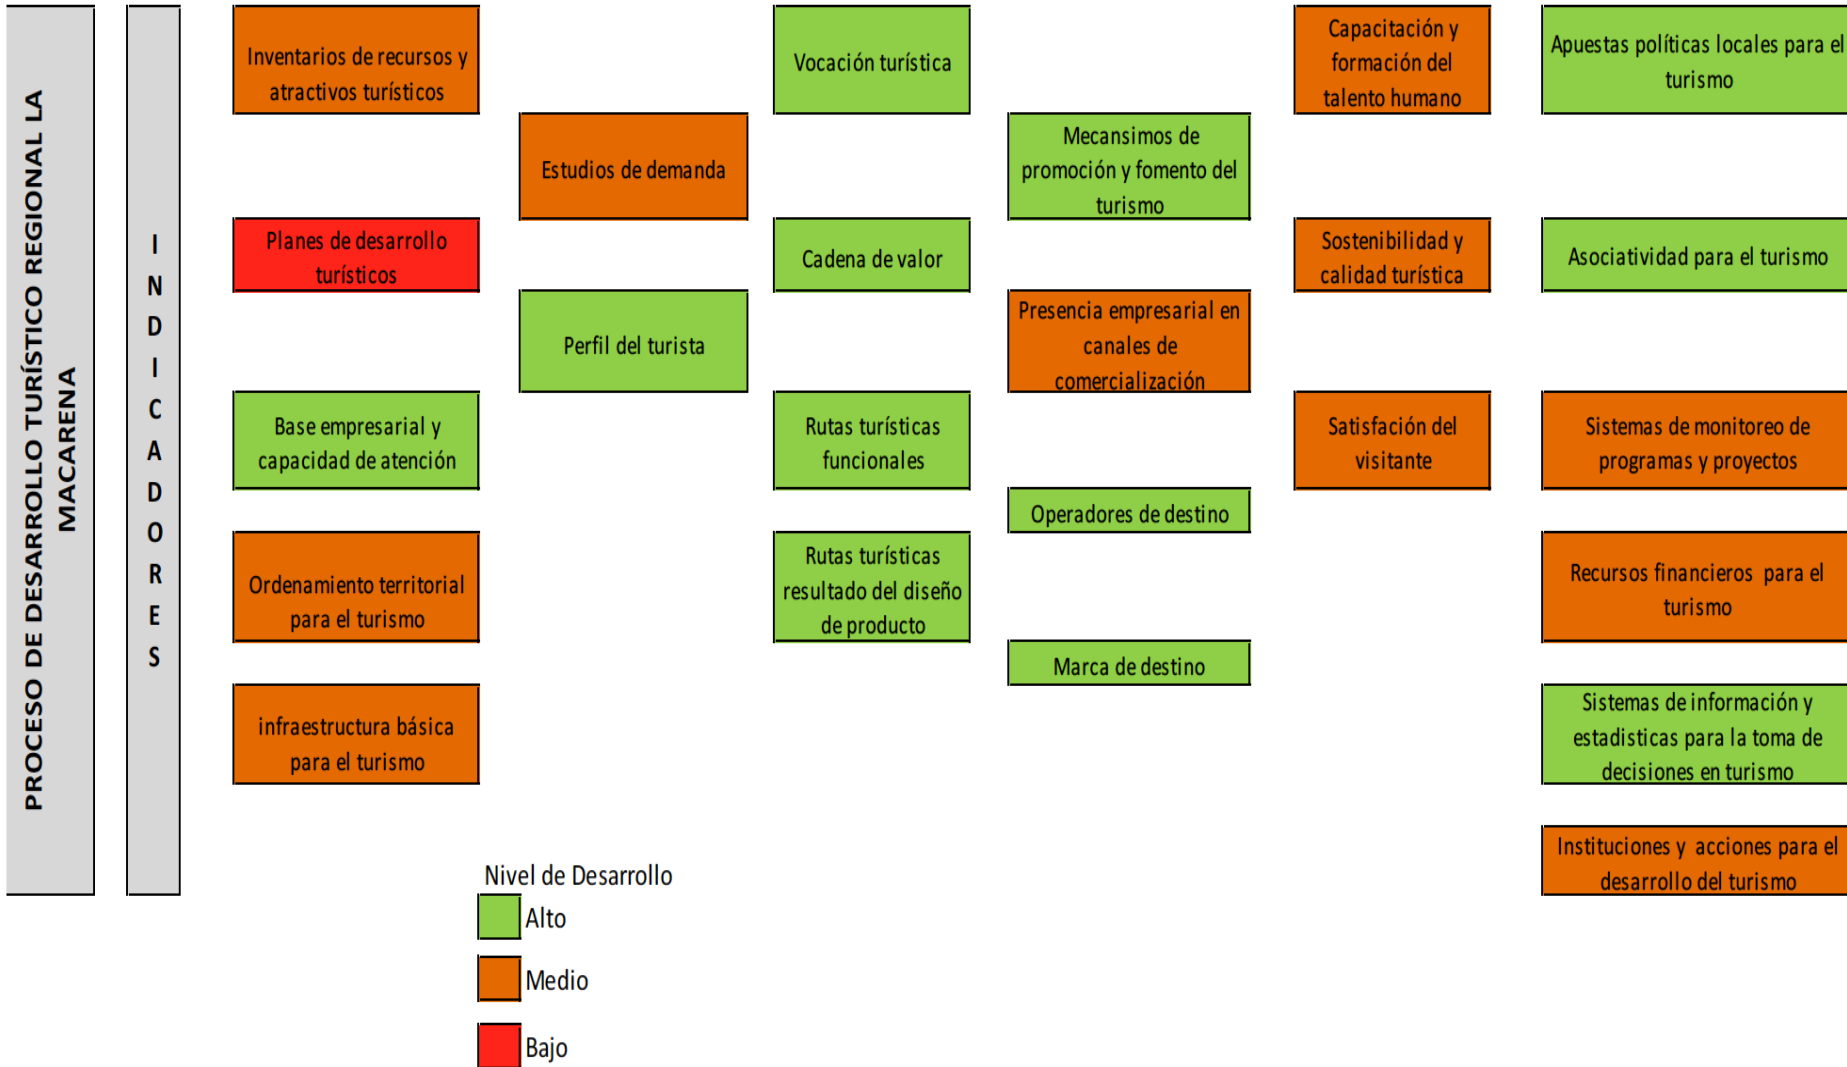 PROCESO DE DESARROLLO TURÍSTICO REGIONAL LA
MACARENA
INDICADORES
Inventarios de recursos y
atractivos turísticos
Planes de desarrollo
turísticos
Base empresarial y
capacidad de atención
Ordenamiento territorial
para el turismo
infraestructura básica
para el turismo
Estudios de demanda
Perfil del turista
Vocación turística
Cadena de valor
Rutas turísticas
funcionales
Rutas turísticas
resultado del diseño
de producto
Mecansimos de
promoción y fomento del
turismo
Presencia empresarial en
canales de
comercialización
Operadores de destino
Marca de destino
Capacitación y
formación del
talento humano
Sostenibilidad y
calidad turística
Satisfacción del
visitante
Apuestas políticas locales para el
turismo
Asociatividad para el turismo
Sistemas de monitoreo de
programas y proyectos
Recursos financieros para el
turismo
Sistemas de información y
estadisticas para la toma de
decisiones en turismo
Instituciones y acciones para el
desarrollo del turismo
Nivel de Desarrollo
Alto
Medio
Bajo